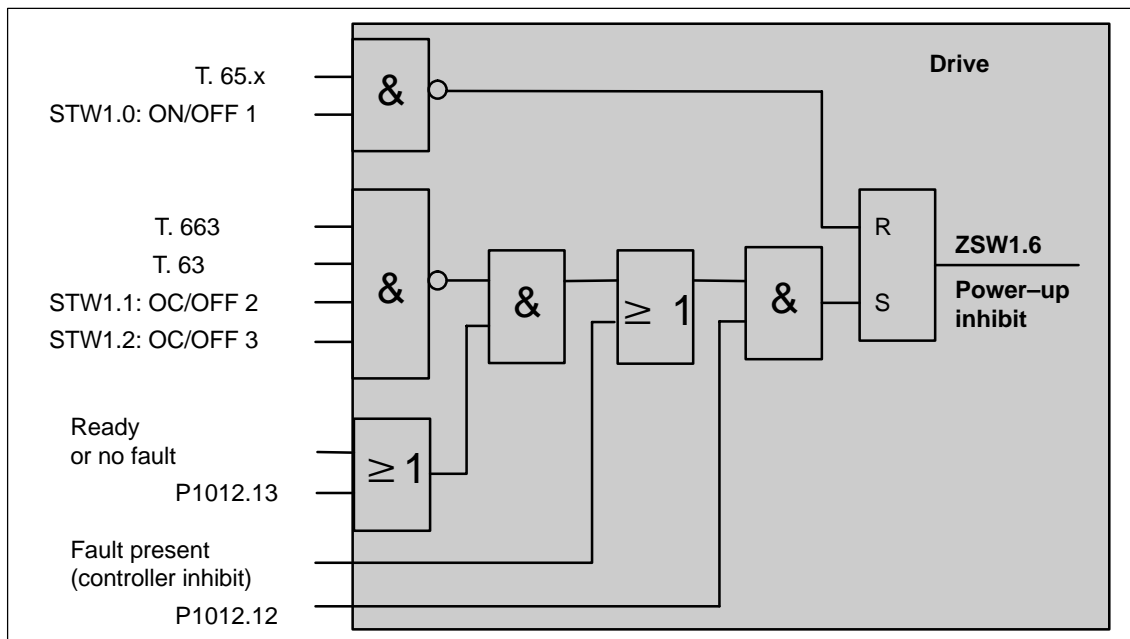 Drive
T. 65.x
&
STW1.0: ON/OFF 1
T. 663
T. 63
STW1.1: OC/OFF 2
STW1.2: OC/OFF 3
&
&
≥ 1
&
R
S
ZSW1.6
Power–up
inhibit
Ready
or no fault
P1012.13
≥ 1
Fault present
(controller inhibit)
P1012.12